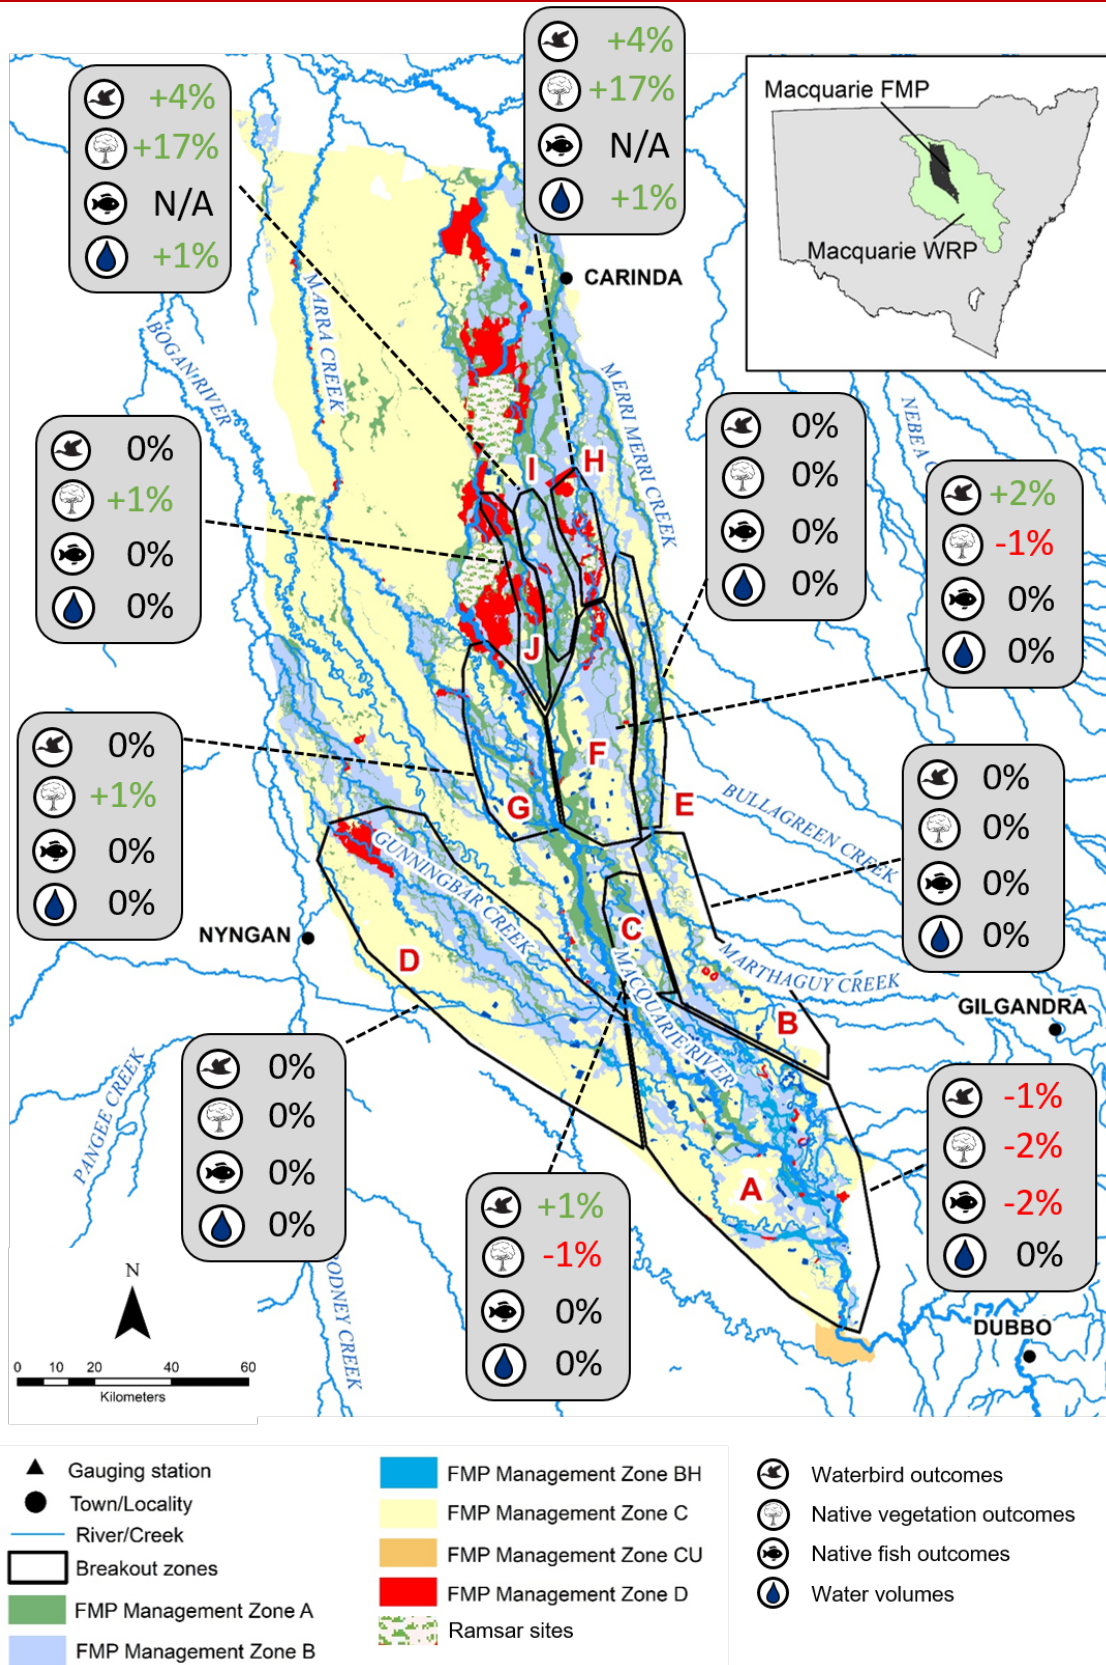 +4%
+17%
N/A
+1%
+4%
+17%
N/A
+1%
Macquarie FMP
Macquarie WRP
CARINDA
MARRA CREEK
BOGAN RIVER
MERRI MERRI CREEK
0%
+1%
0%
0%
I
H
J
0%
0%
0%
0%
NEBEA C
+2%
-1%
0%
0%
0%
+1%
0%
0%
F
G
E
BULLAGREEN CREEK
0%
0%
0%
0%
GUNNINGBAR CREEK
NYNGAN
D
C
MACQUARIE RIVER
MARTHAGUY CREEK
B
GILGANDRA
PANGEE CREEK
0%
0%
0%
0%
A
-1%
-2%
-2%
0%
+1%
-1%
0%
0%
ODNEY CREEK
DUBBO
N
0 10 20 40 60
Kilometers
Gauging station
Town/Locality
River/Creek
Breakout zones
FMP Management Zone A
FMP Management Zone B
FMP Management Zone BH
FMP Management Zone C
FMP Management Zone CU
FMP Management Zone D
Ramsar sites
Waterbird outcomes
Native vegetation outcomes
Native fish outcomes
Water volumes